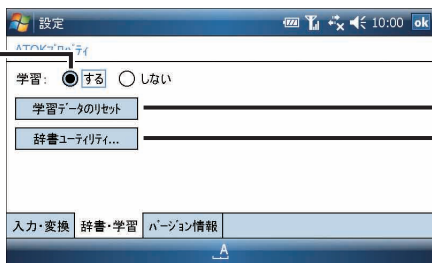 設定 10:00 ok
ATOKﾌﾟﾛﾊﾟﾃｨ
学習: する しない
学習ﾃﾞｰﾀのﾘｾｯﾄ
辞書ﾕｰﾃｨﾘﾃｨ...
入力・変換 辞書・学習 ﾊﾞｰｼﾞｮﾝ情報
A